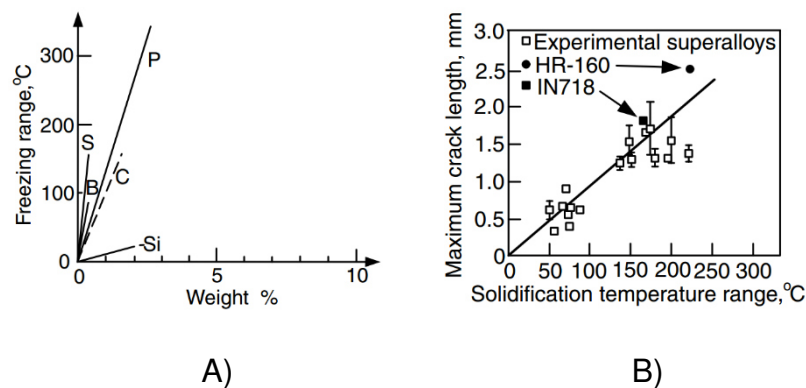 Freezing range,°C
300
200
100
0
S
B
P
C
-Si
0
5
10
Weight %
A)
Maximum crack length, mm
3.0
2.5
2.0
1.5
1.0
0.5
0
Experimental superalloys
HR-160
IN718
0
50
100
150
200
250
300
Solidification temperature range,°C
B)